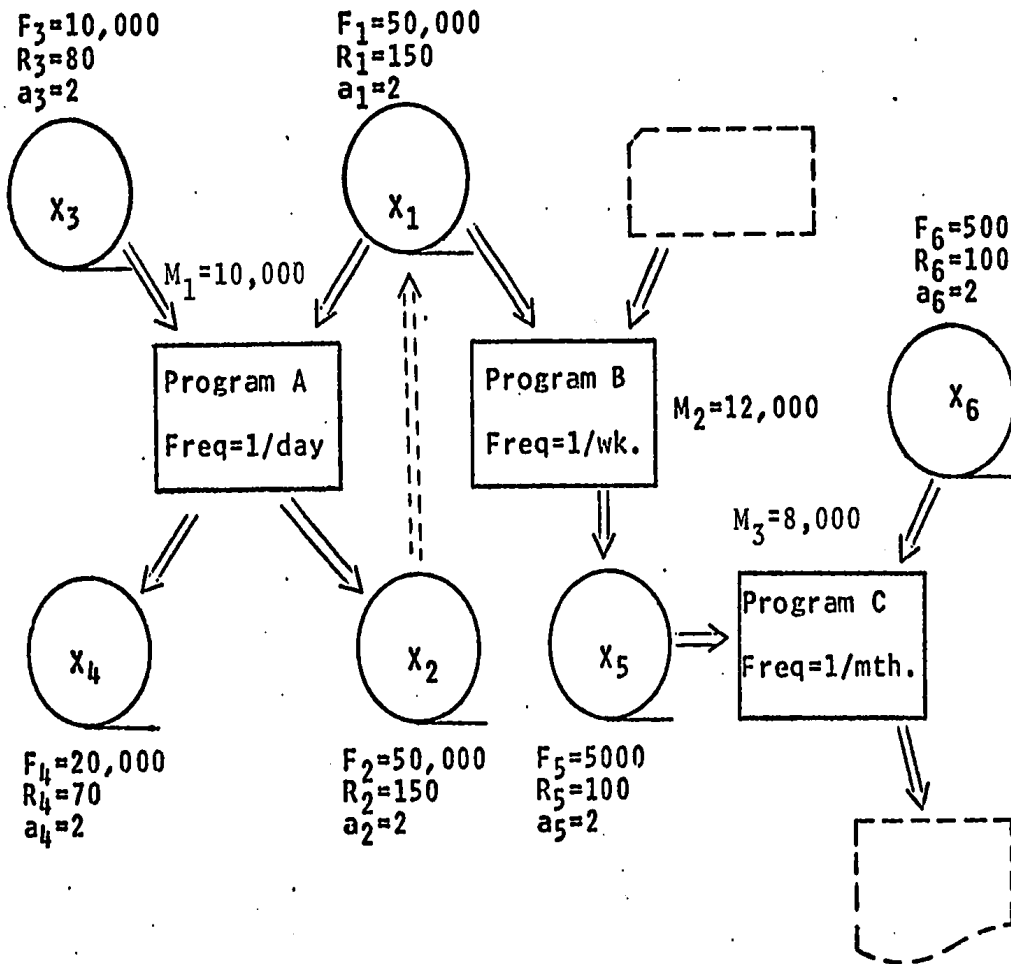 F3=10,000
R3=80
a3=2
F1=50,000
R1=150
a1=2
X3
X1
F6=500
R6=100
a6=2
M1=10,000
Program A
Freq=1/day
Program B
Freq=1/wk.
M2=12,000
X6
M3=8,000
X4
X2
X5
Program C
Freq=1/mth.
F4=20,000
R4=70
a4=2
F2=50,000
R2=150
a2=2
F5=5000
R5=100
a5=2